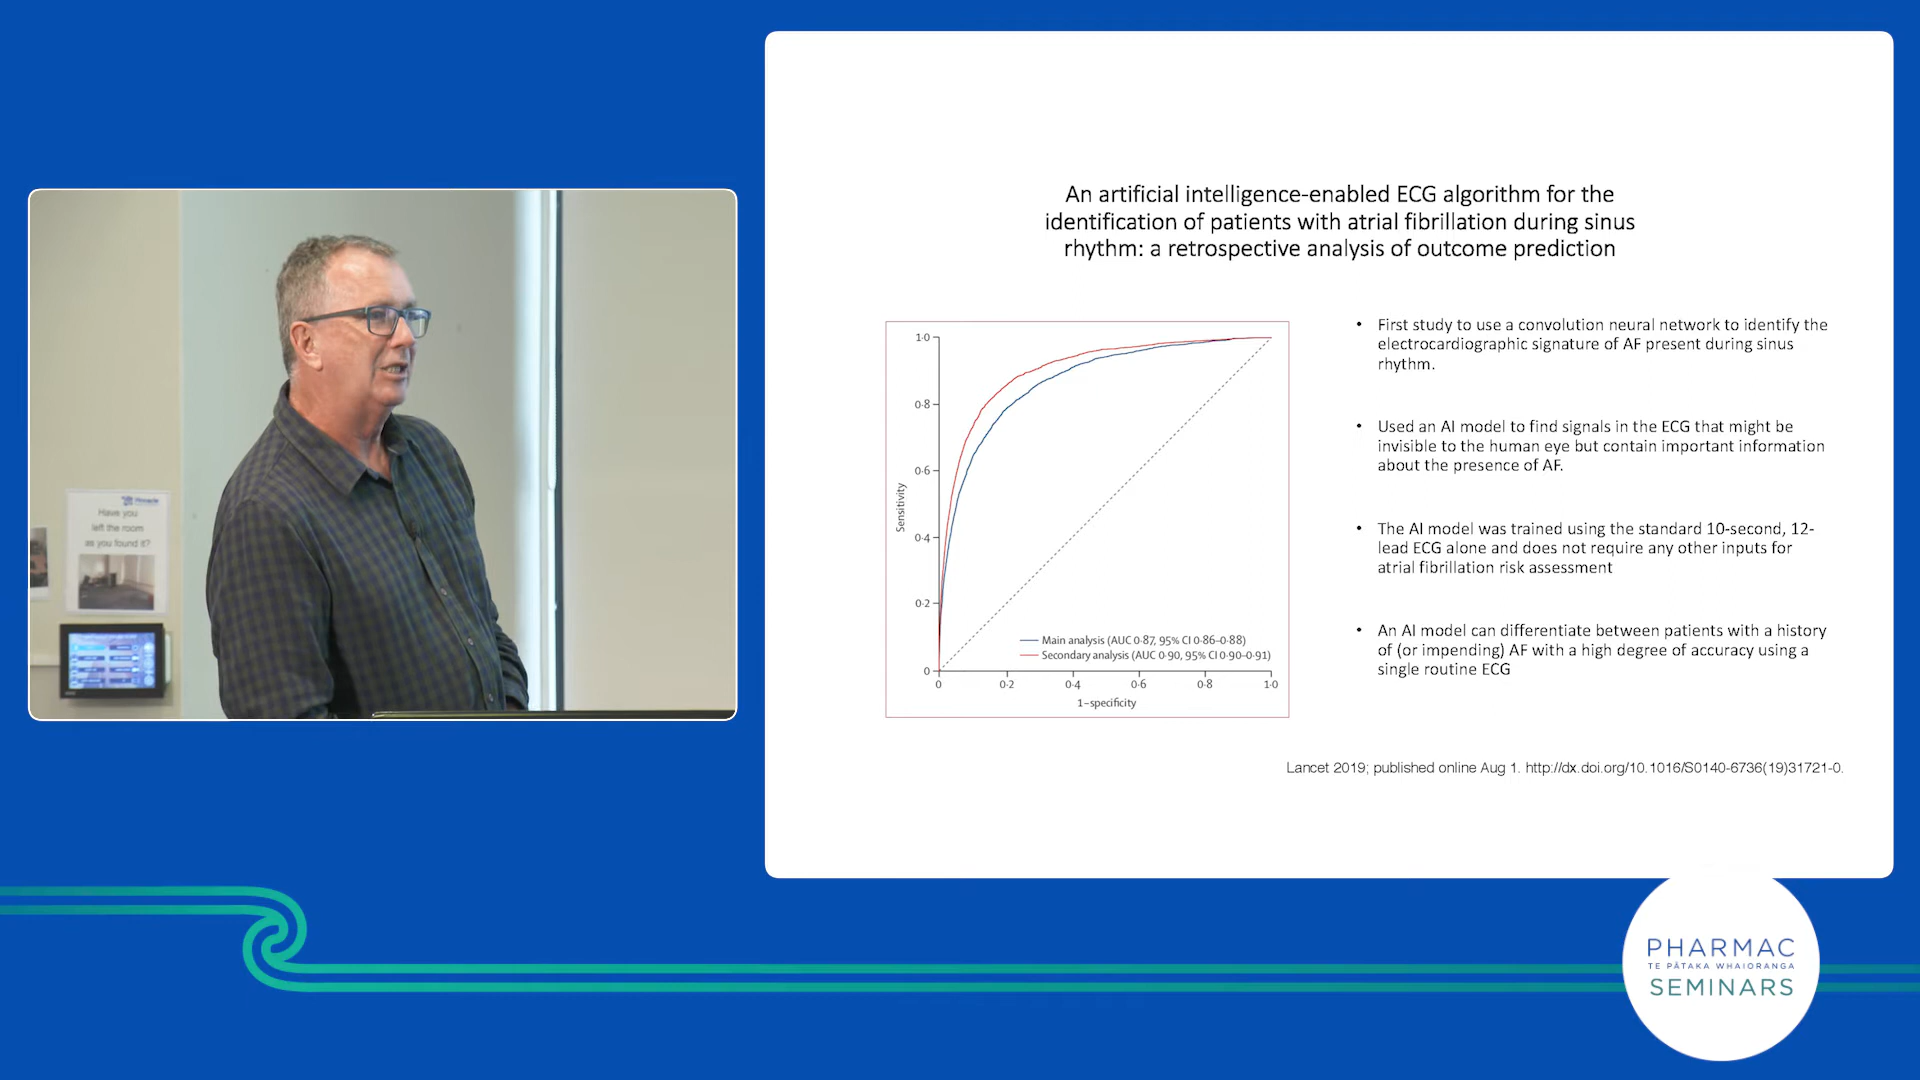 An artificial intelligence-enabled ECG algorithm for the
identification of patients with atrial fibrillation during sinus
rhythm: a retrospective analysis of outcome prediction
1·0
0·8
0·6
0·4
0·2
0
Sensitivity
0
0·2
0·4
0·6
0·8
1·0
1–specificity
Main analysis (AUC 0·87, 95% CI 0·86–0·88)
Secondary analysis (AUC 0·90, 95% CI 0·90–0·91)
• First study to use a convolution neural network to identify the
electrocardiographic signature of AF present during sinus
rhythm.
• Used an AI model to find signals in the ECG that might be
invisible to the human eye but contain important information
about the presence of AF.
• The AI model was trained using the standard 10-second, 12-
lead ECG alone and does not require any other inputs for
atrial fibrillation risk assessment
• An AI model can differentiate between patients with a history
of (or impending) AF with a high degree of accuracy using a
single routine ECG
Lancet 2019; published online Aug 1. http://dx.doi.org/10.1016/S0140-6736(19)31721-0.
Pinnacle
Have you
left the room
as you found it?
PHARMAC
TE PĀTAKA WHAIORANGA
SEMINARS